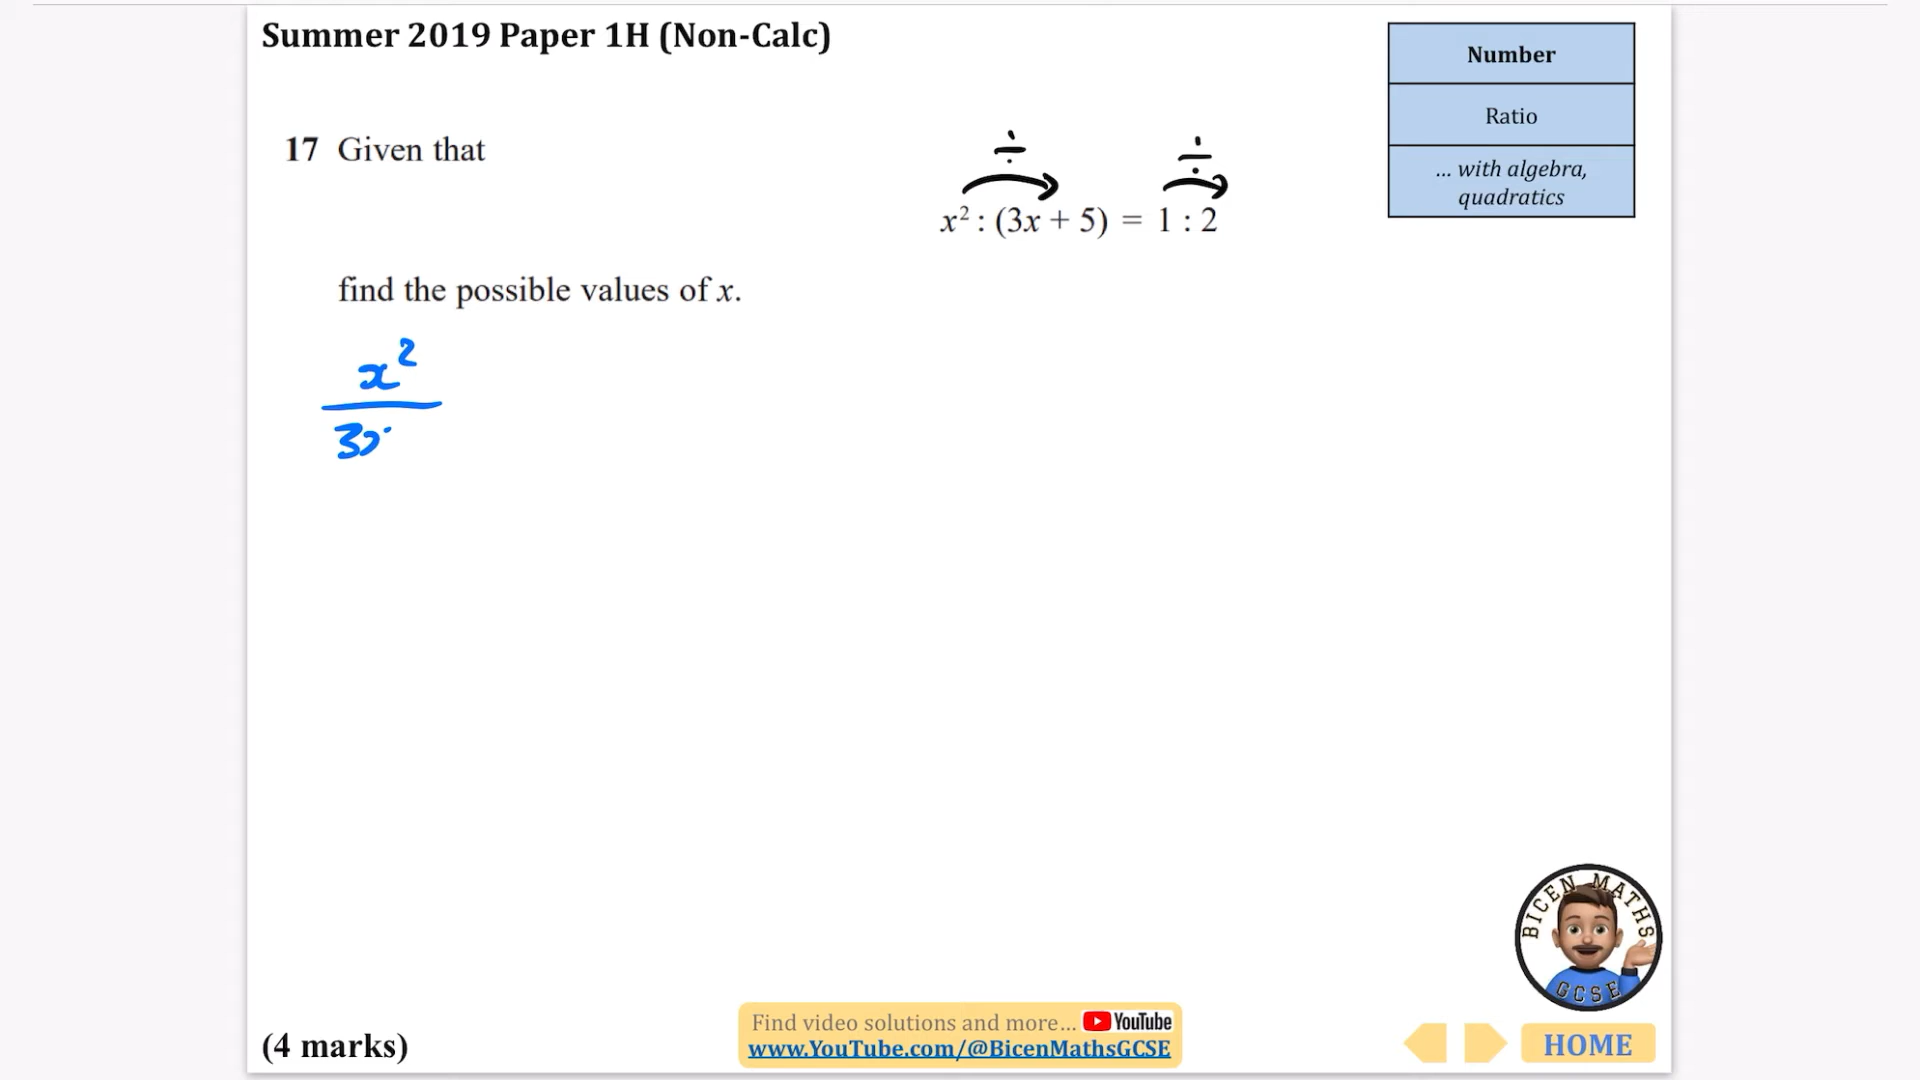 Summer 2019 Paper 1H (Non-Calc)
Number
Ratio
... with algebra,
quadratics
17 Given that
÷ ÷
x² : (3x + 5) = 1 : 2
find the possible values of x.
x²
3x
BICEN MATHS
GCSE
(4 marks)
Find video solutions and more... YouTube
www.YouTube.com/@BicenMathsGCSE
HOME